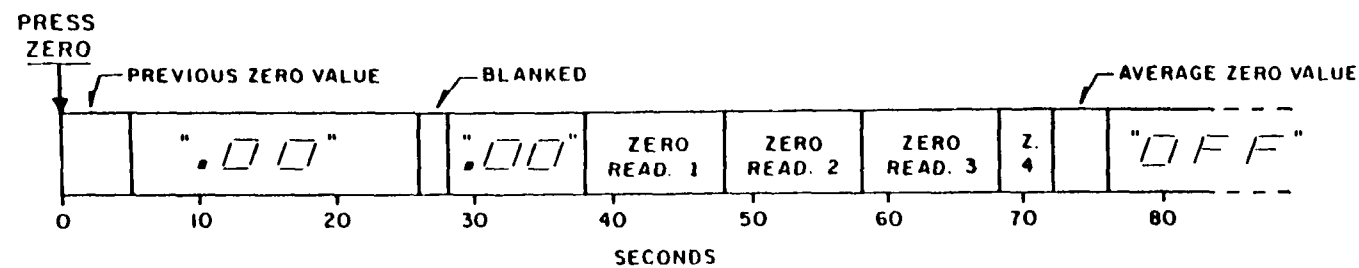 PRESS
ZERO
PREVIOUS ZERO VALUE
BLANKED
AVERAGE ZERO VALUE
".00" ".00" ZERO ZERO ZERO Z. "OFF"
READ. 1 READ. 2 READ. 3 4
0 10 20 30 40 50 60 70 80
SECONDS